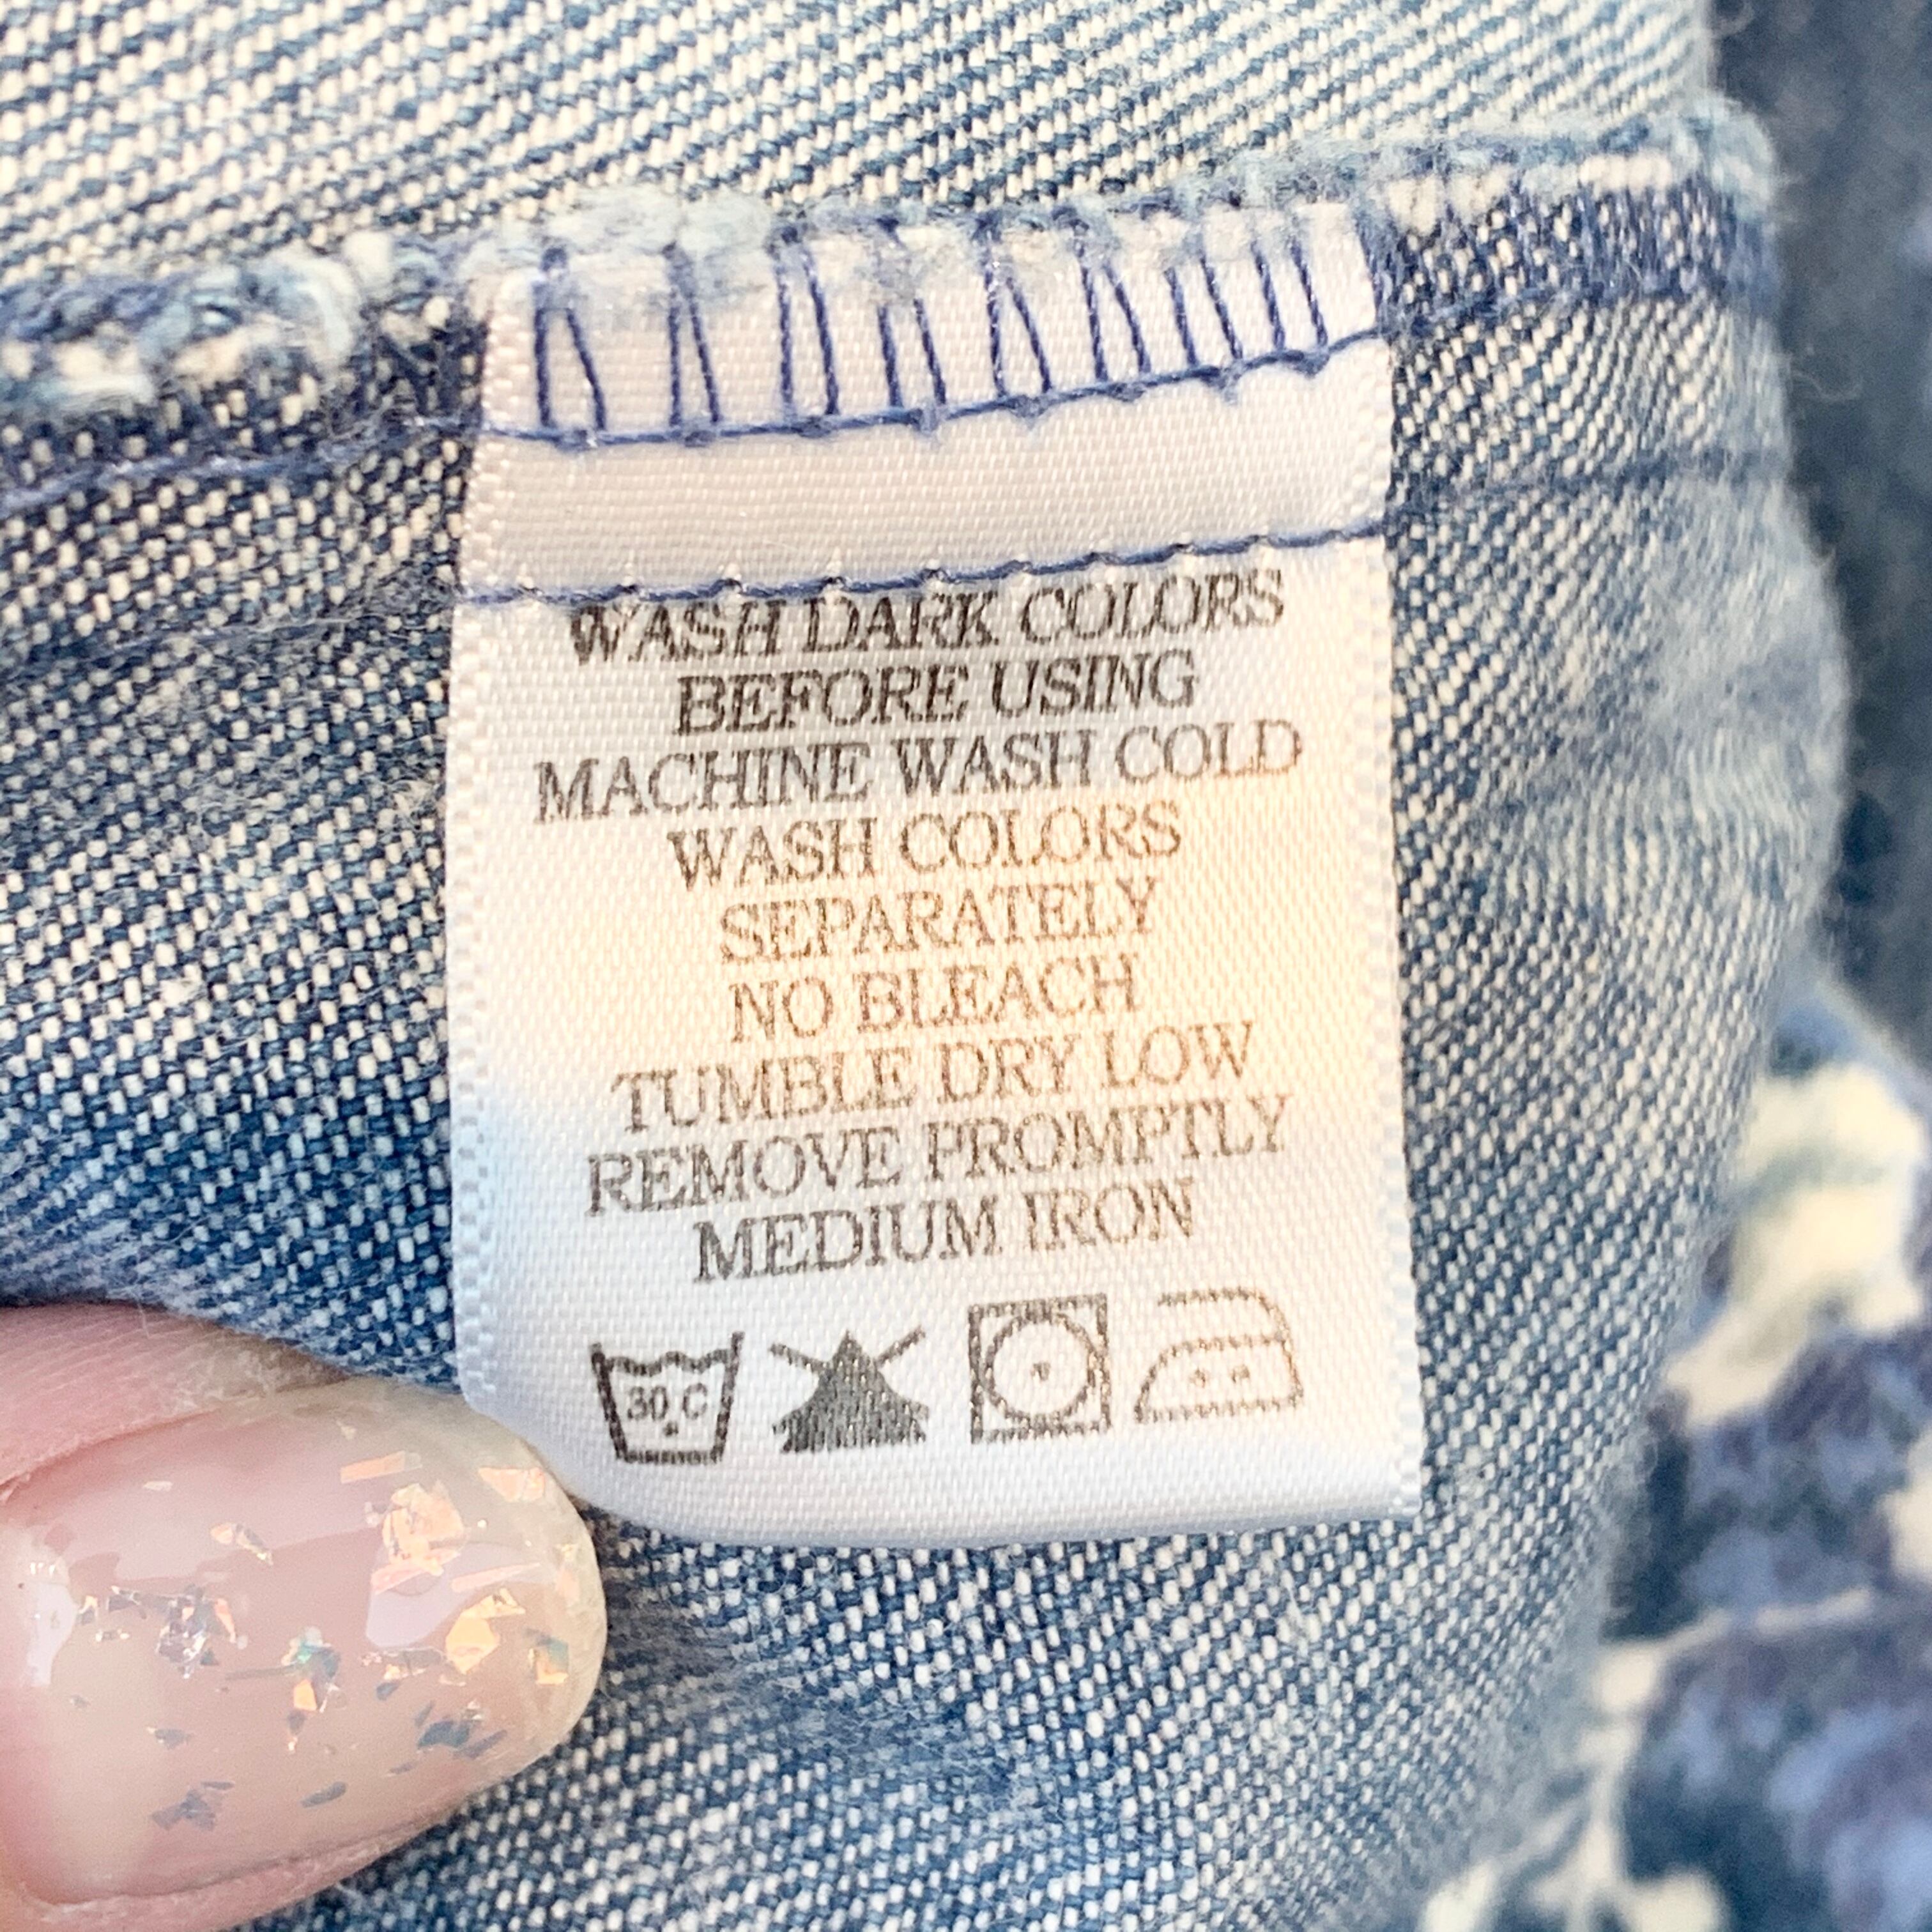 WASH DARK COLORS
BEFORE USING
MACHINE WASH COLD
WASH COLORS
SEPARATELY
NO BLEACH
TUMBLE DRY LOW
REMOVE PROMPTLY
MEDIUM IRON
30 C